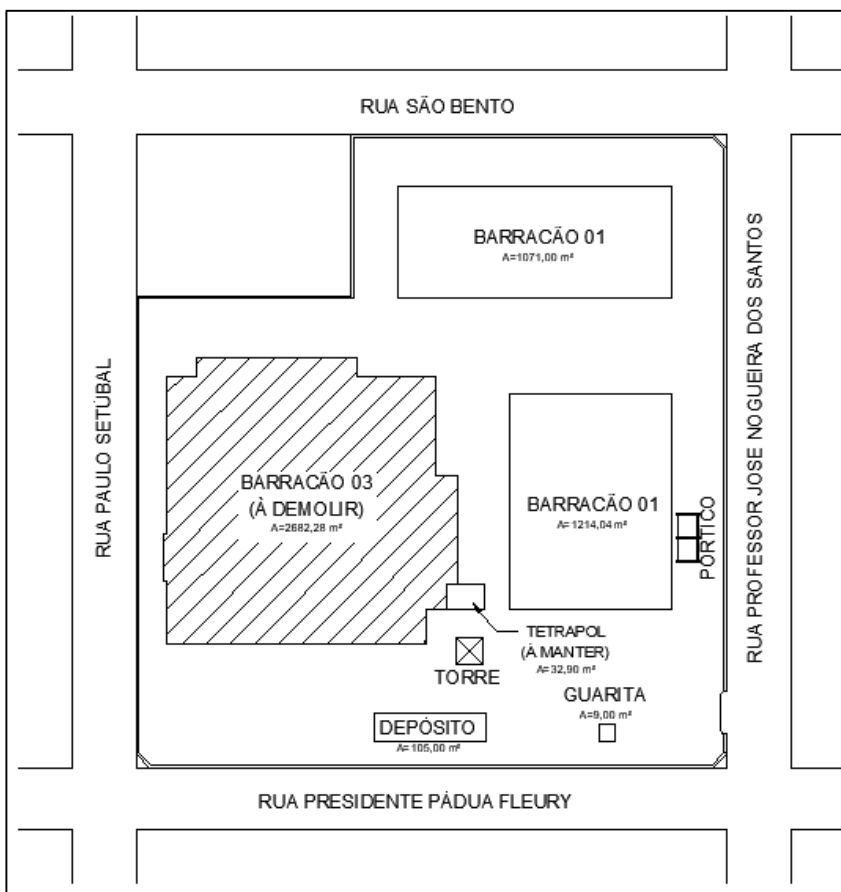 RUA SÃO BENTO
BARRACÃO 01
A=1071,00 m²
RUA PROFESSOR JOSE NOGUEIRA DOS SANTOS
RUA PAULO SETÚBAL
BARRACÃO 03
(À DEMOLIR)
A=2682,28 m²
BARRACÃO 01
A=1214,04m²
PÓRTICO
TETRAPOL
(À MANTER)
A=32,90 m²
TORRE
GUARITA
A=9,00 m²
DEPÓSITO
A=105,00 m²
RUA PRESIDENTE PÁDUA FLEURY